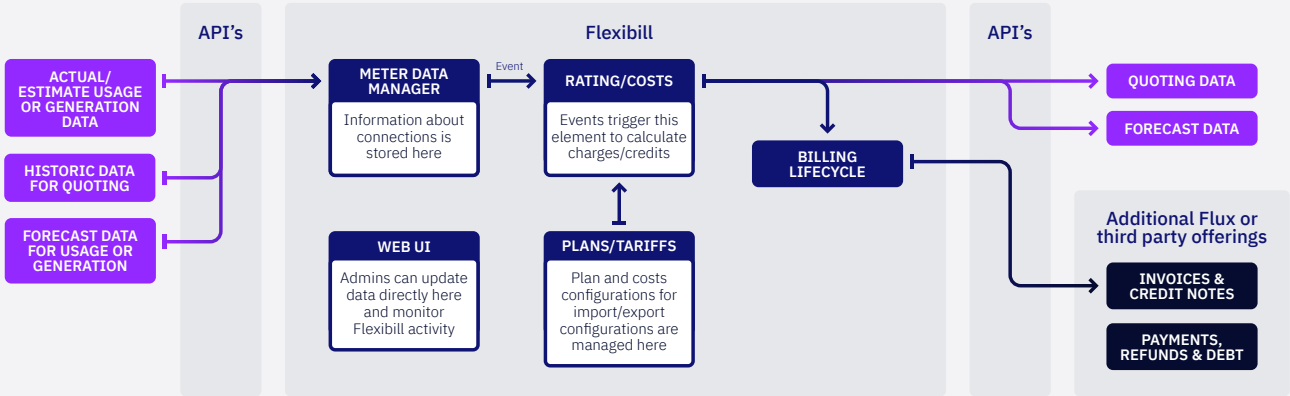 API’s
Flexibill
API’s
ACTUAL/
ESTIMATE USAGE
OR GENERATION
DATA
HISTORIC DATA
FOR QUOTING
FORECAST DATA
FOR USAGE OR
GENERATION
METER DATA
MANAGER
Information about
connections is
stored here
Event
RATING/COSTS
Events trigger this
element to calculate
charges/credits
WEB UI
Admins can update
data directly here
and monitor
Flexibill activity
PLANS/TARIFFS
Plan and costs
configurations for
import/export
configurations are
managed here
BILLING
LIFECYCLE
QUOTING DATA
FORECAST DATA
Additional Flux or
third party offerings
INVOICES &
CREDIT NOTES
PAYMENTS,
REFUNDS & DEBT